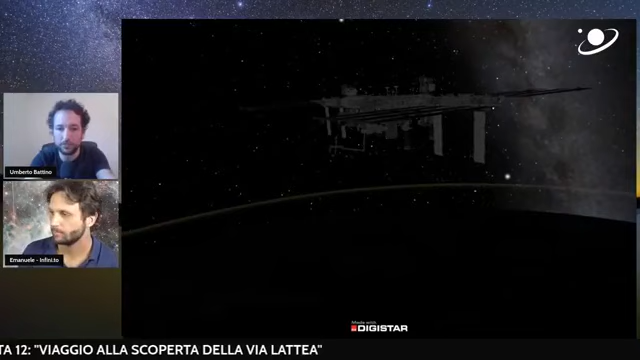 Umberto Battino
Emanuele - Infini.to
Made with
DIGISTAR
TA 12: "VIAGGIO ALLA SCOPERTA DELLA VIA LATTEA"